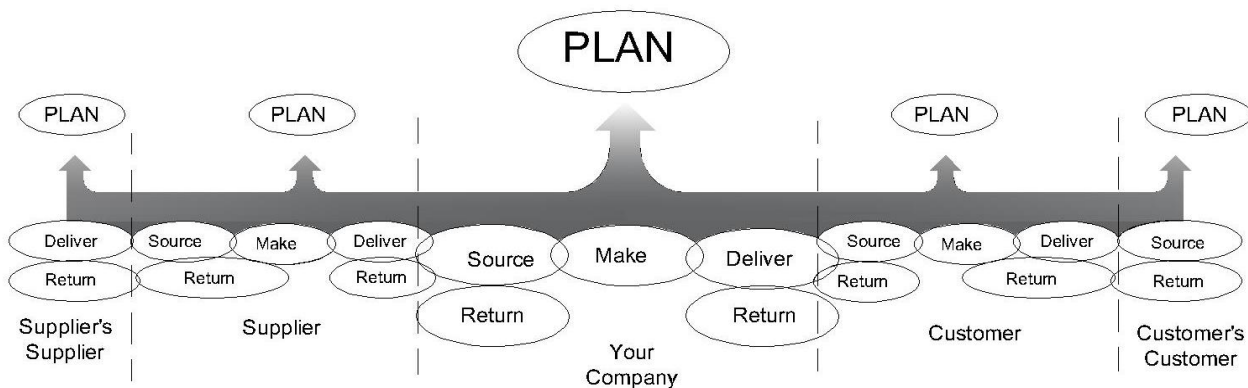 PLAN
PLAN
PLAN
PLAN
PLAN
Deliver
Source
Make
Deliver
Source
Make
Deliver
Source
Make
Deliver
Source
Return
Return
Return
Return
Return
Return
Return
Return
Supplier's
Supplier
Supplier
Your
Company
Customer
Customer's
Customer